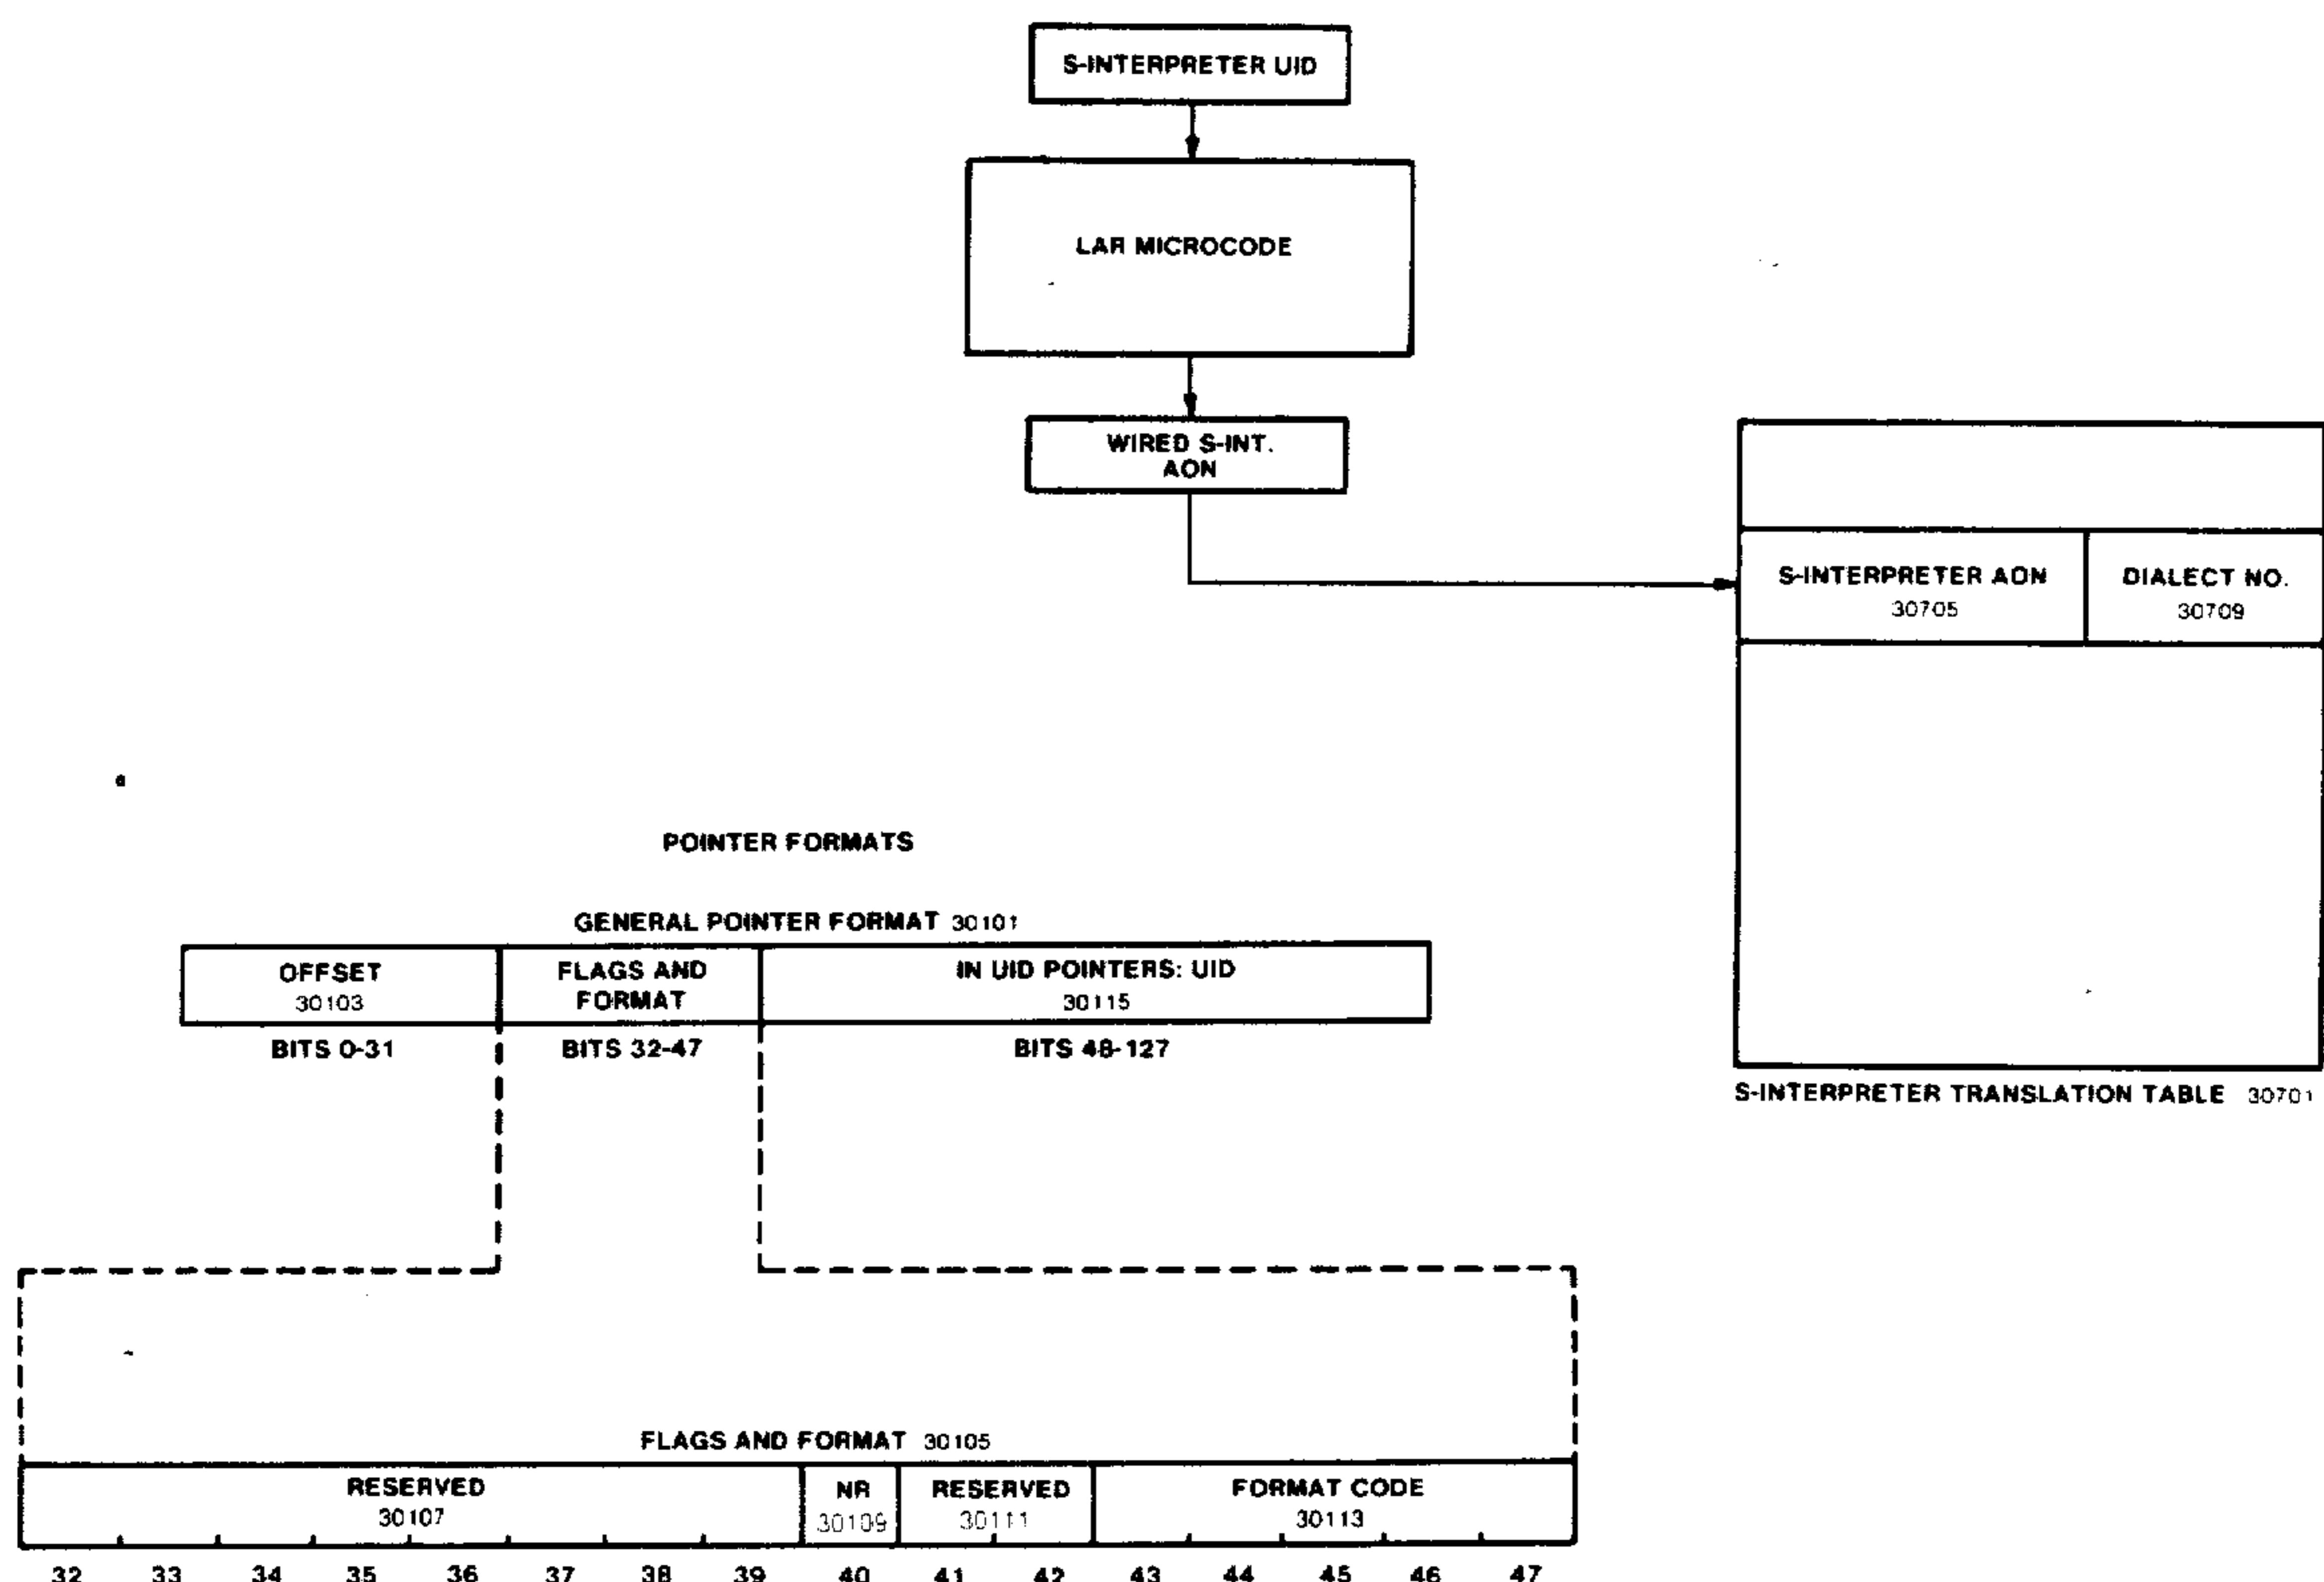 S-INTERPRETER UID
LAR MICROCODE
WIRED S-INT.
AON
S-INTERPRETER AON
30705
DIALECT NO.
30709
S-INTERPRETER TRANSLATION TABLE 30701
POINTER FORMATS
GENERAL POINTER FORMAT 30101
OFFSET
30103
FLAGS AND
FORMAT
IN UID POINTERS: UID
30115
BITS 0-31
BITS 32-47
BITS 48-127
FLAGS AND FORMAT 30105
RESERVED
30107
NR
30109
RESERVED
30111
FORMAT CODE
30113
32 33 34 35 36 37 38 39 40 41 42 43 44 45 46 47